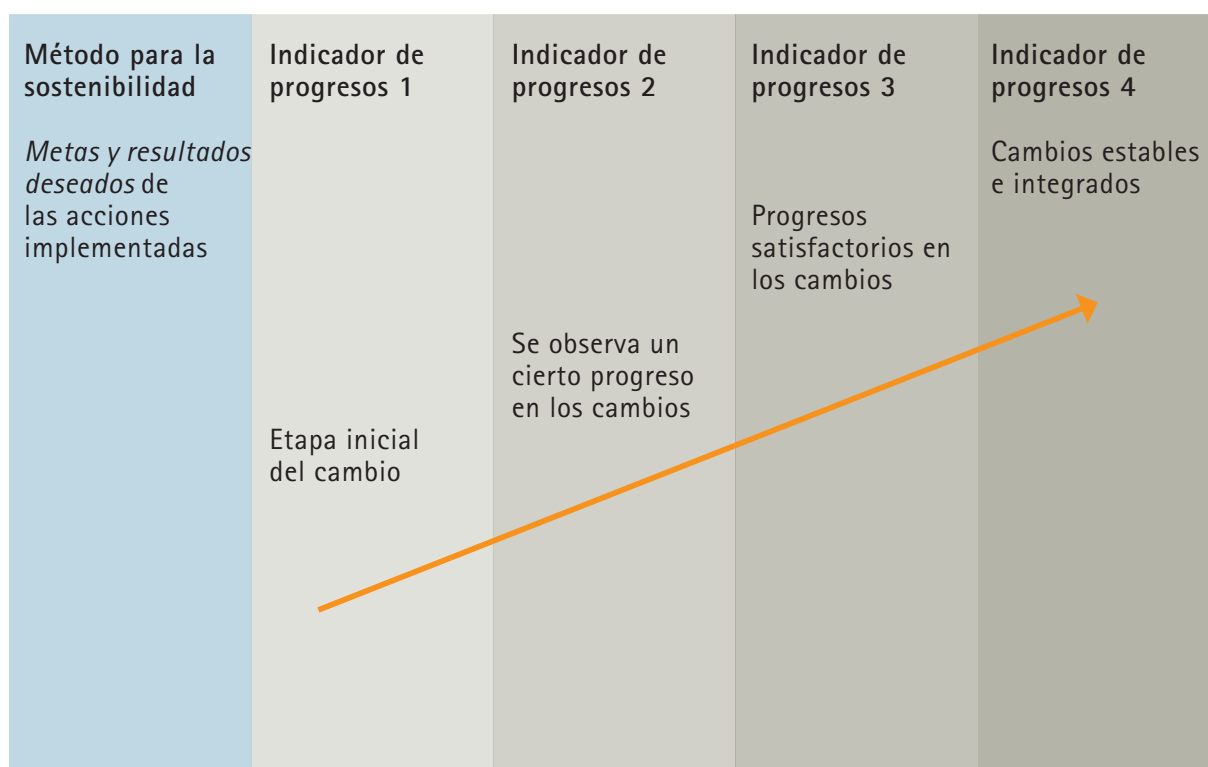 Método para la
sostenibilidad
Metas y resultados
deseados de
las acciones
implementadas
Indicador de
progresos 1
Etapa inicial
del cambio
Indicador de
progresos 2
Se observa un
cierto progreso
en los cambios
Indicador de
progresos 3
Progresos
satisfactorios en
los cambios
Indicador de
progresos 4
Cambios estables
e integrados